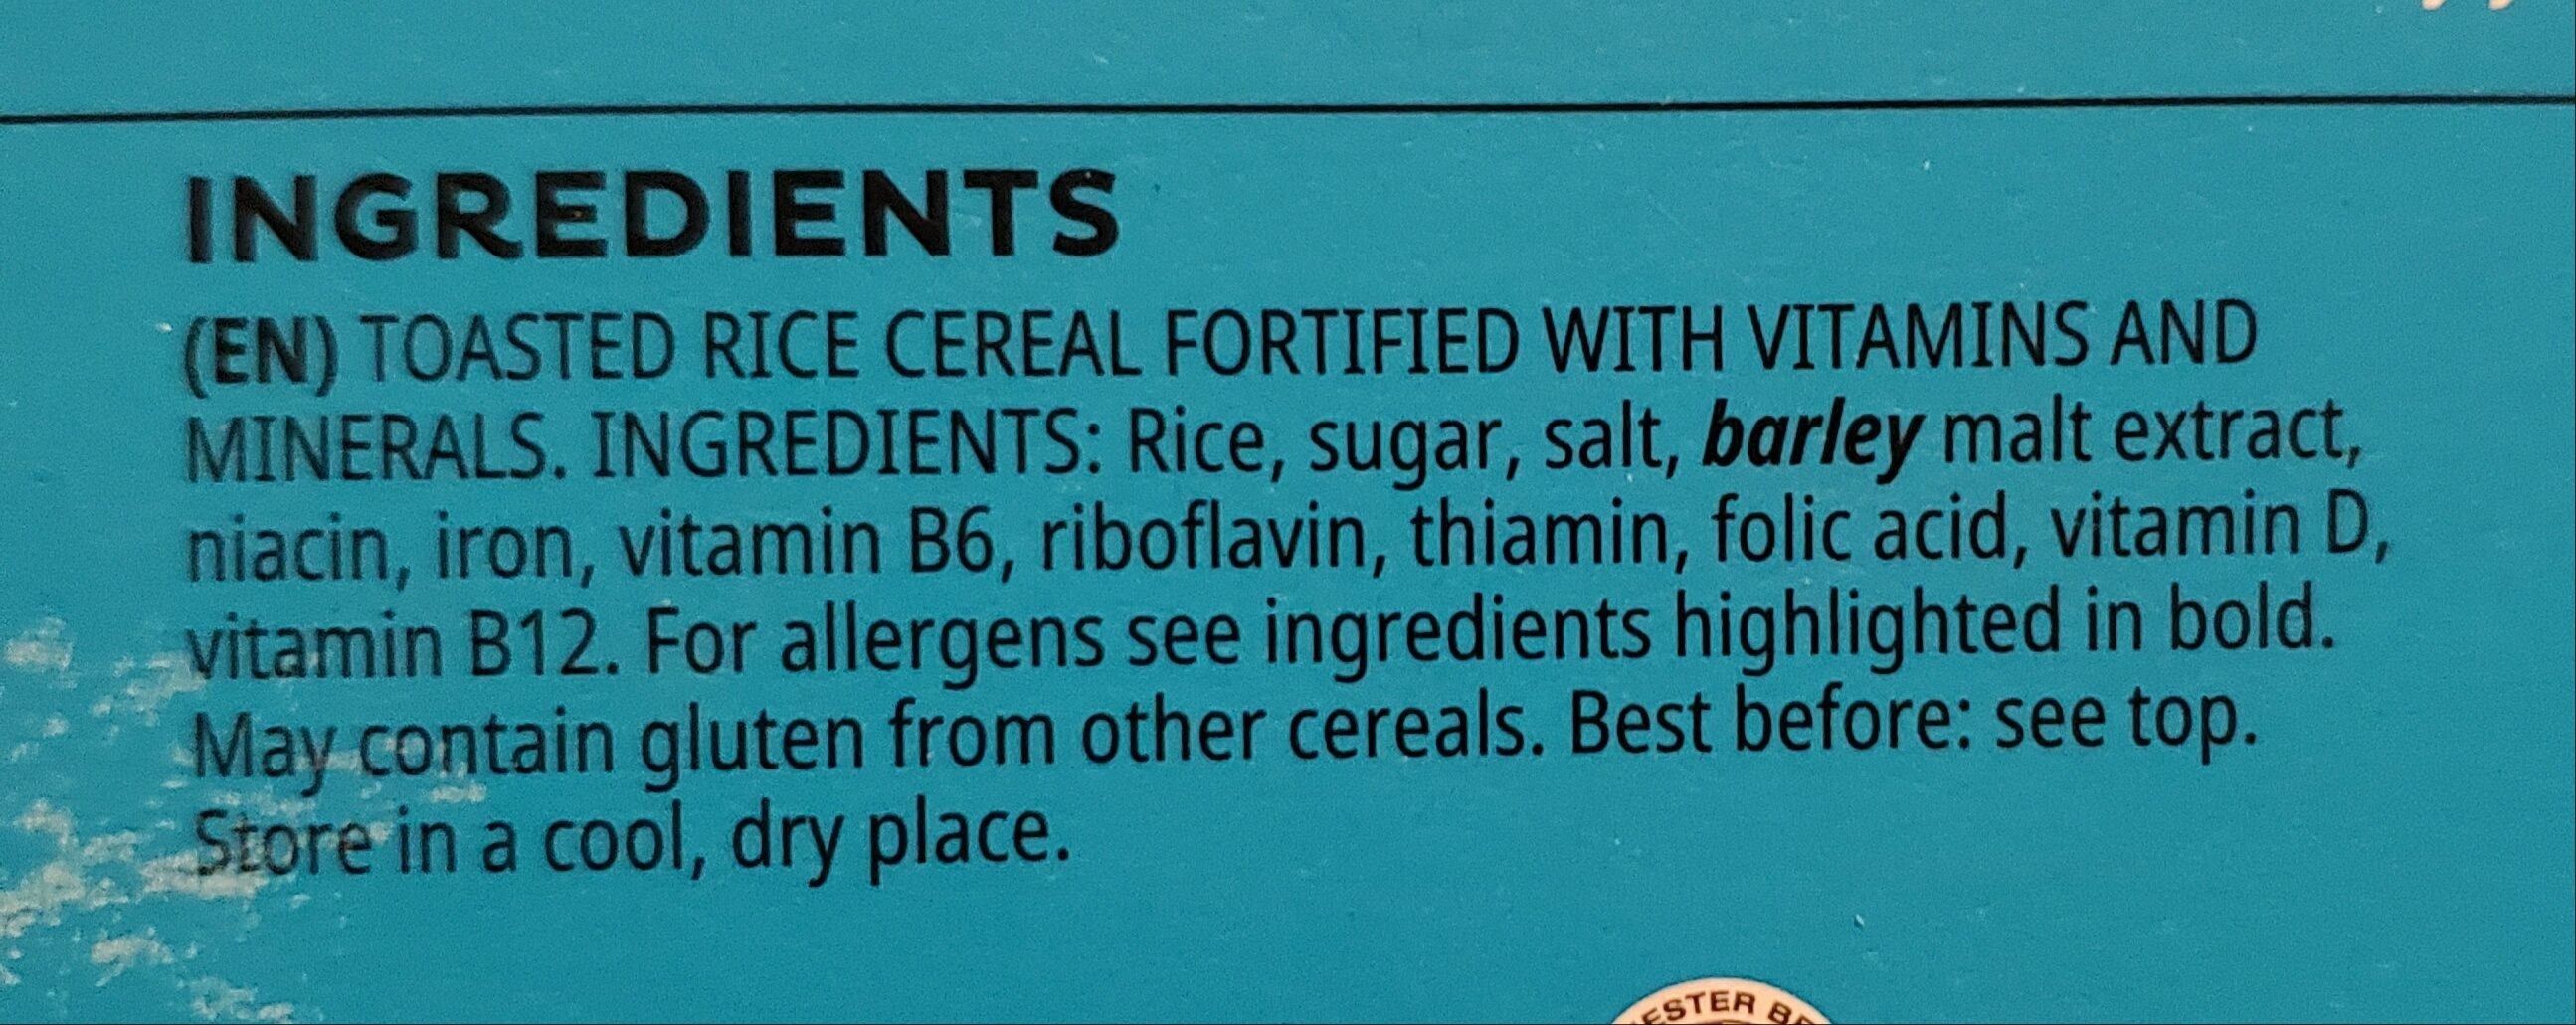 INGREDIENTS
(EN) TOASTED RICE CEREAL FORTIFIED WITH VITAMINS AND
MINERALS. INGREDIENTS: Rice, sugar, salt, barley malt extract,
niacin, iron, vitamin B6, riboflavin, thiamin, folic acid, vitamin D,
vitamin B12. For allergens see ingredients highlighted in bold.
May contain gluten from other cereals. Best before: see top.
Store in a cool, dry place.